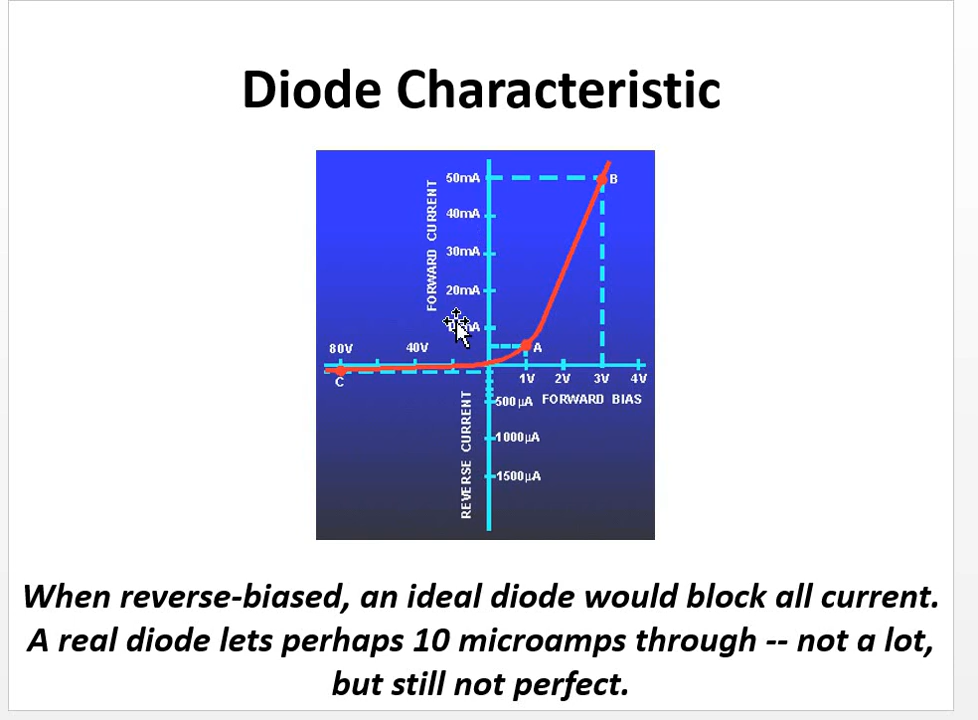 Diode Characteristic
50mA
B
40mA
30mA
20mA
FORWARD CURRENT
80V 40V
A
C
1V 2V 3V 4V
500 µA FORWARD BIAS
1000µA
1500µA
REVERSE CURRENT
When reverse-biased, an ideal diode would block all current.
A real diode lets perhaps 10 microamps through -- not a lot,
but still not perfect.